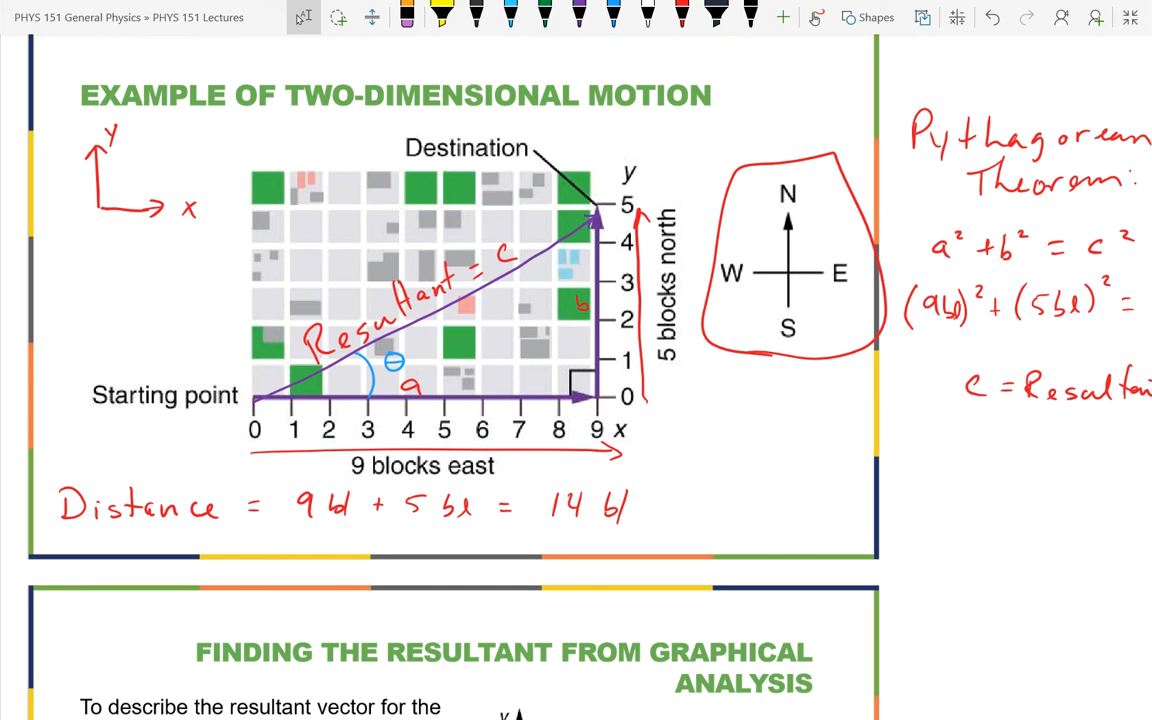 PHYS 151 General Physics » PHYS 151 Lectures
Shapes
EXAMPLE OF TWO-DIMENSIONAL MOTION
y
x
Destination
y
5
4
3
2
1
0
5 blocks north
Resultant = c
b
θ
a
Starting point
0 1 2 3 4 5 6 7 8 9 x
9 blocks east
Distance = 9 bl + 5 bl = 14 bl
N
W E
S
Pythagorean
Theorem:
a² + b² = c²
(9bl)² + (5bl)² =
c = Resultan
FINDING THE RESULTANT FROM GRAPHICAL
ANALYSIS
To describe the resultant vector for the
y